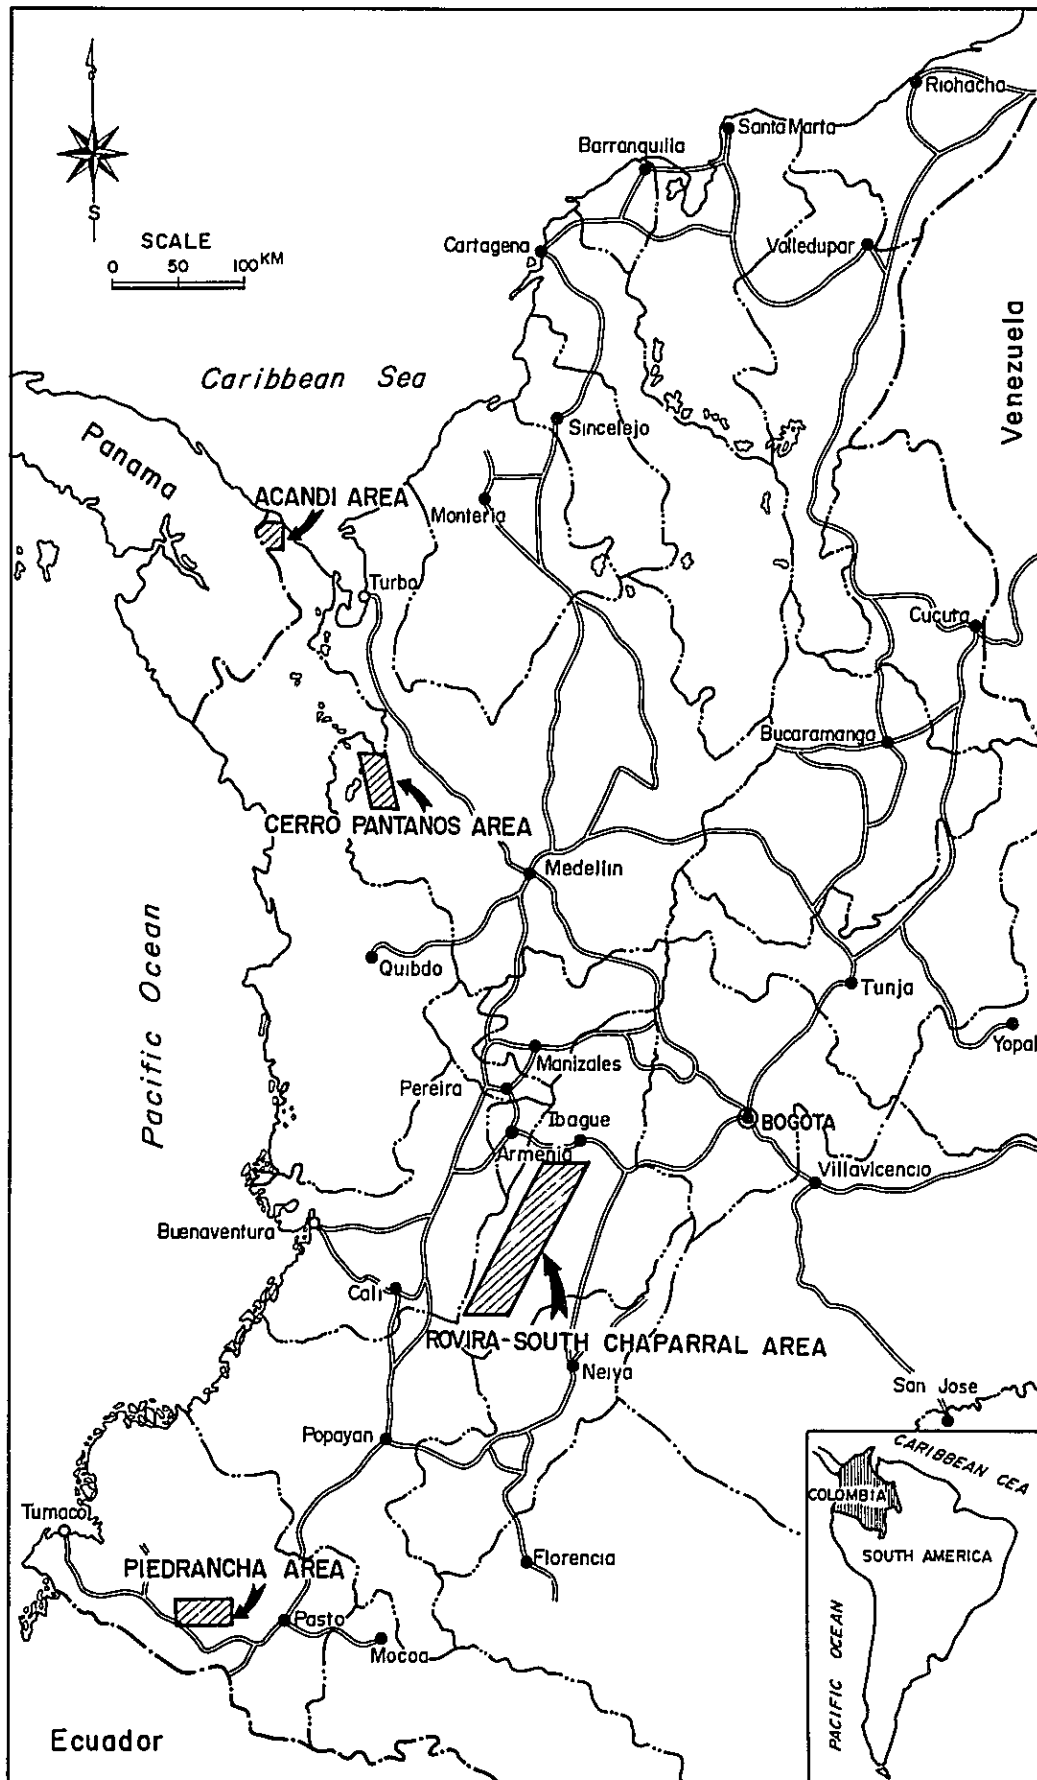 Riohacha
Santa Marta
Barranquilla
S
SCALE
0 50 100 KM
Cartagena
Valledupar
Venezuela
Caribbean Sea
Sincelejo
Panama
ACANDI AREA
Monteria
Turbo
Cucuta
Bucaramanga
CERRO PANTANOS AREA
Medellin
Pacific Ocean
Quibdo
Tunja
Yopal
Manizales
Pereira
Ibague
BOGOTA
Armenia
Villavicencio
Buenaventura
Cali
ROVIRA-SOUTH CHAPARRAL AREA
Neiva
San Jose
Popayan
CARIBBEAN CEA
COLOMBIA
Tumaco
SOUTH AMERICA
Florencia
PIEDRANCHA AREA
Pasto
Mocoa
PACIFIC OCEAN
Ecuador